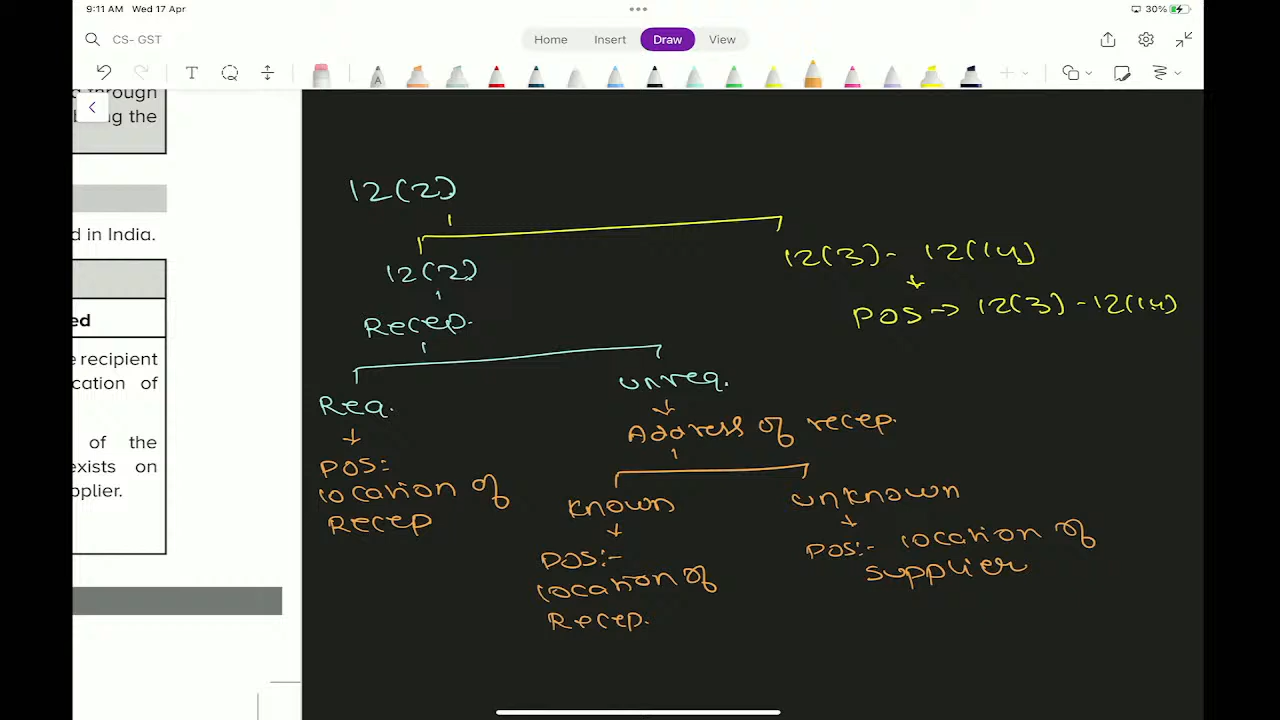 9:11 AM Wed 17 Apr
30%
CS- GST
Home Insert Draw View
through
ing the
d in India.
ed
e recipient
cation of
of the
exists on
pplier.
12(2)
12(2)
12(3)- 12(14)
POS → 12(3) - 12(14)
Recep.
Reg.
unreg.
Address of recep.
POS:
location of
Recep
known
unknown
POS:-
location of
Recep.
POS:- location of
supplier